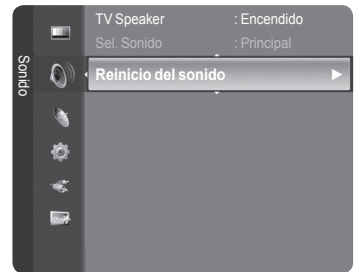 Sonido
TV Speaker : Encendido
Sel. Sonido : Principal
Reinicio del sonido